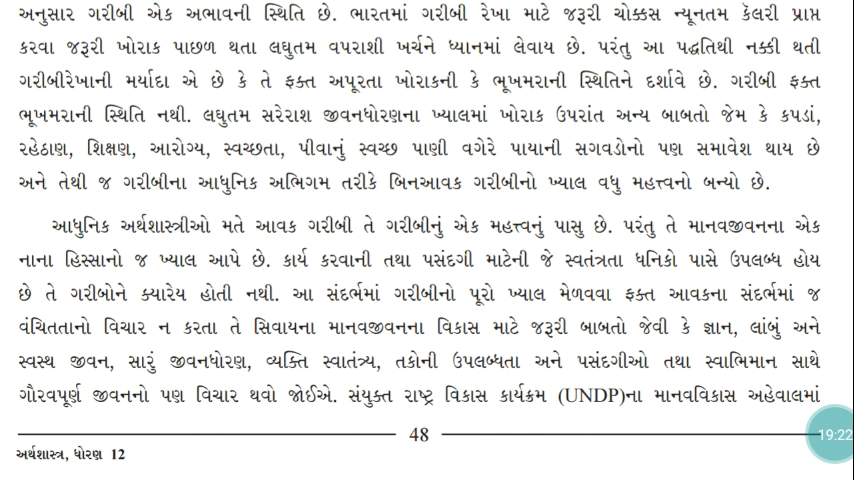 અનુસાર ગરીબી એક અભાવની સ્થિતિ છે. ભારતમાં ગરીબી રેખા માટે જરૂરી ચોક્કસ ન્યૂનતમ કૅલરી પ્રાપ્ત
કરવા જરૂરી ખોરાક પાછળ થતા લઘુતમ વપરાશી ખર્ચને ધ્યાનમાં લેવાય છે. પરંતુ આ પદ્ધતિથી નક્કી થતી
ગરીબીરેખાની મર્યાદા એ છે કે તે ફક્ત અપૂરતા ખોરાકની કે ભૂખમરાની સ્થિતિને દર્શાવે છે. ગરીબી ફક્ત
ભૂખમરાની સ્થિતિ નથી. લઘુતમ સરેરાશ જીવનધોરણના ખ્યાલમાં ખોરાક ઉપરાંત અન્ય બાબતો જેમ કે કપડાં,
રહેઠાણ, શિક્ષણ, આરોગ્ય, સ્વચ્છતા, પીવાનું સ્વચ્છ પાણી વગેરે પાયાની સગવડોનો પણ સમાવેશ થાય છે
અને તેથી જ ગરીબીના આધુનિક અભિગમ તરીકે બિનઆવક ગરીબીનો ખ્યાલ વધુ મહત્ત્વનો બન્યો છે.
આધુનિક અર્થશાસ્ત્રીઓ મતે આવક ગરીબી તે ગરીબીનું એક મહત્ત્વનું પાસુ છે. પરંતુ તે માનવજીવનના એક
નાના હિસ્સાનો જ ખ્યાલ આપે છે. કાર્ય કરવાની તથા પસંદગી માટેની જે સ્વતંત્રતા ધનિકો પાસે ઉપલબ્ધ હોય
છે તે ગરીબોને ક્યારેય હોતી નથી. આ સંદર્ભમાં ગરીબીનો પૂરો ખ્યાલ મેળવવા ફક્ત આવકના સંદર્ભમાં જ
વંચિતતાનો વિચાર ન કરતા તે સિવાયના માનવજીવનના વિકાસ માટે જરૂરી બાબતો જેવી કે જ્ઞાન, લાંબું અને
સ્વસ્થ જીવન, સારું જીવનધોરણ, વ્યક્તિ સ્વાતંત્ર્ય, તકોની ઉપલબ્ધતા અને પસંદગીઓ તથા સ્વાભિમાન સાથે
ગૌરવપૂર્ણ જીવનનો પણ વિચાર થવો જોઈએ. સંયુક્ત રાષ્ટ્ર વિકાસ કાર્યક્રમ (UNDP)ના માનવવિકાસ અહેવાલમાં
48
19:22
અર્થશાસ્ત્ર, ધોરણ 12